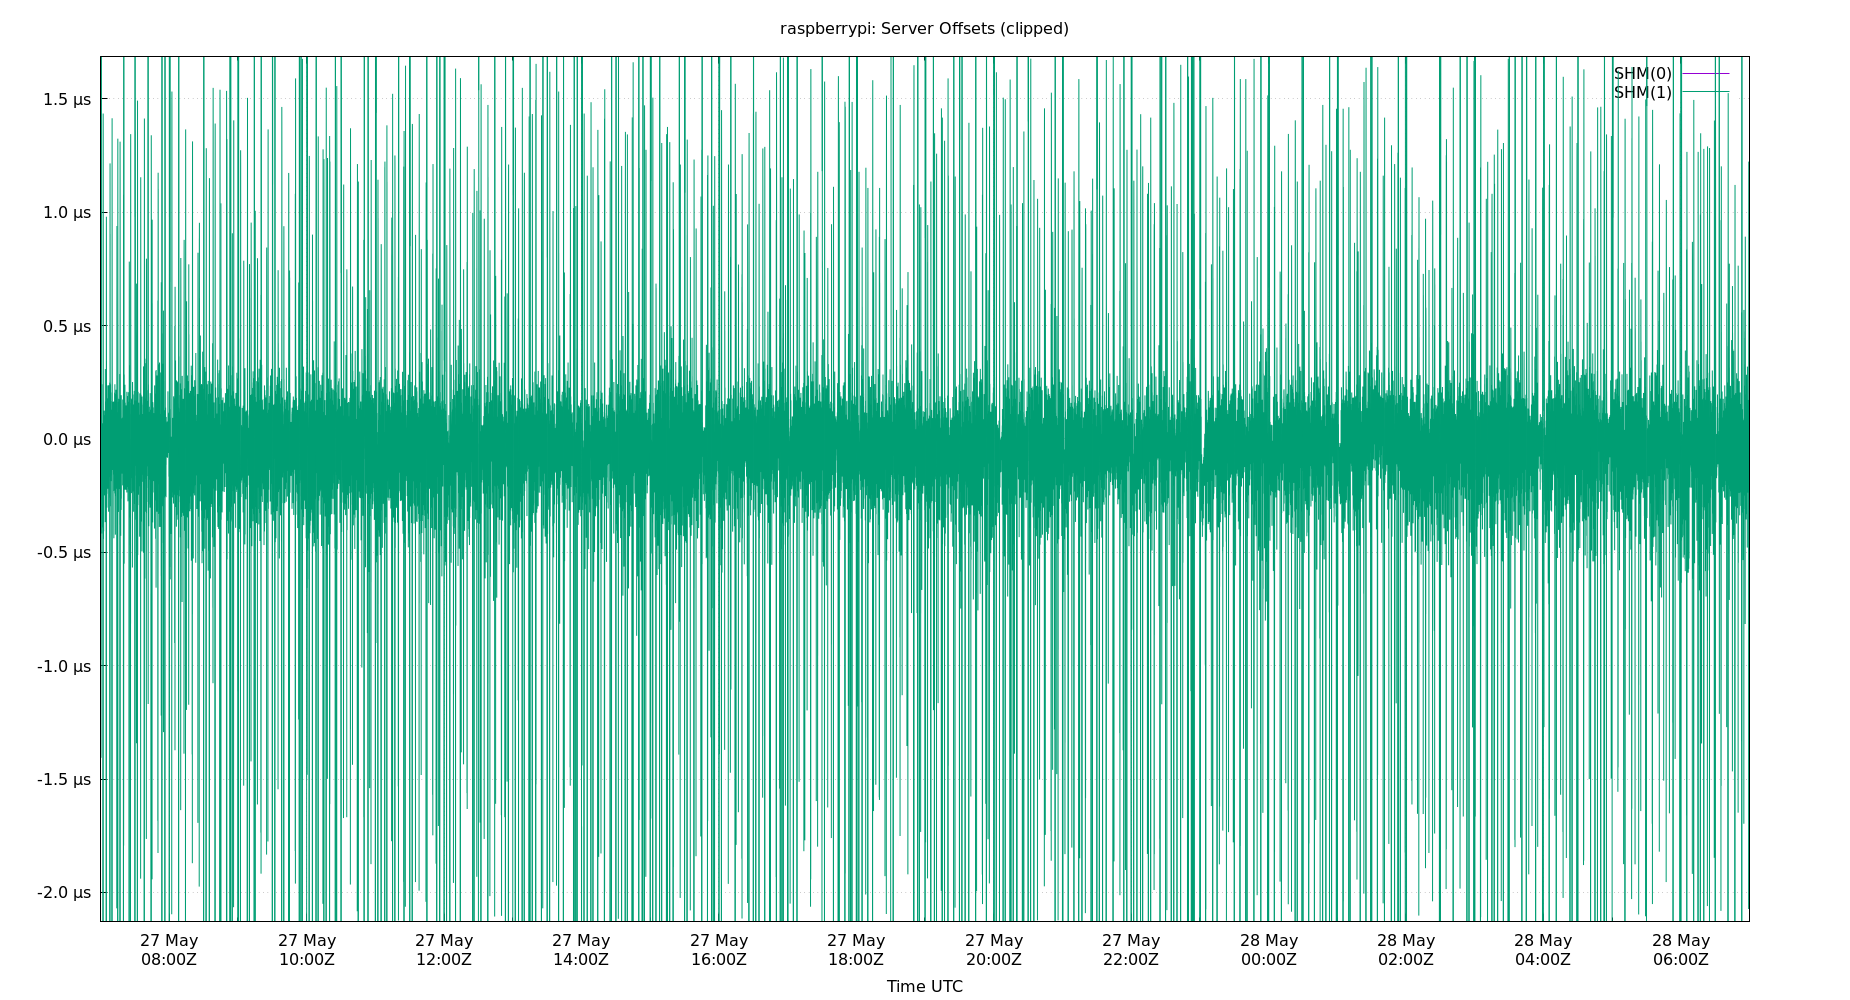 raspberrypi: Server Offsets (clipped)
SHM(0)
SHM(1)
1.5 µs
1.0 µs
0.5 µs
0.0 µs
-0.5 µs
-1.0 µs
-1.5 µs
-2.0 µs
27 May 27 May 27 May 27 May 27 May 27 May 27 May 27 May 28 May 28 May 28 May 28 May
08:00Z 10:00Z 12:00Z 14:00Z 16:00Z 18:00Z 20:00Z 22:00Z 00:00Z 02:00Z 04:00Z 06:00Z
Time UTC